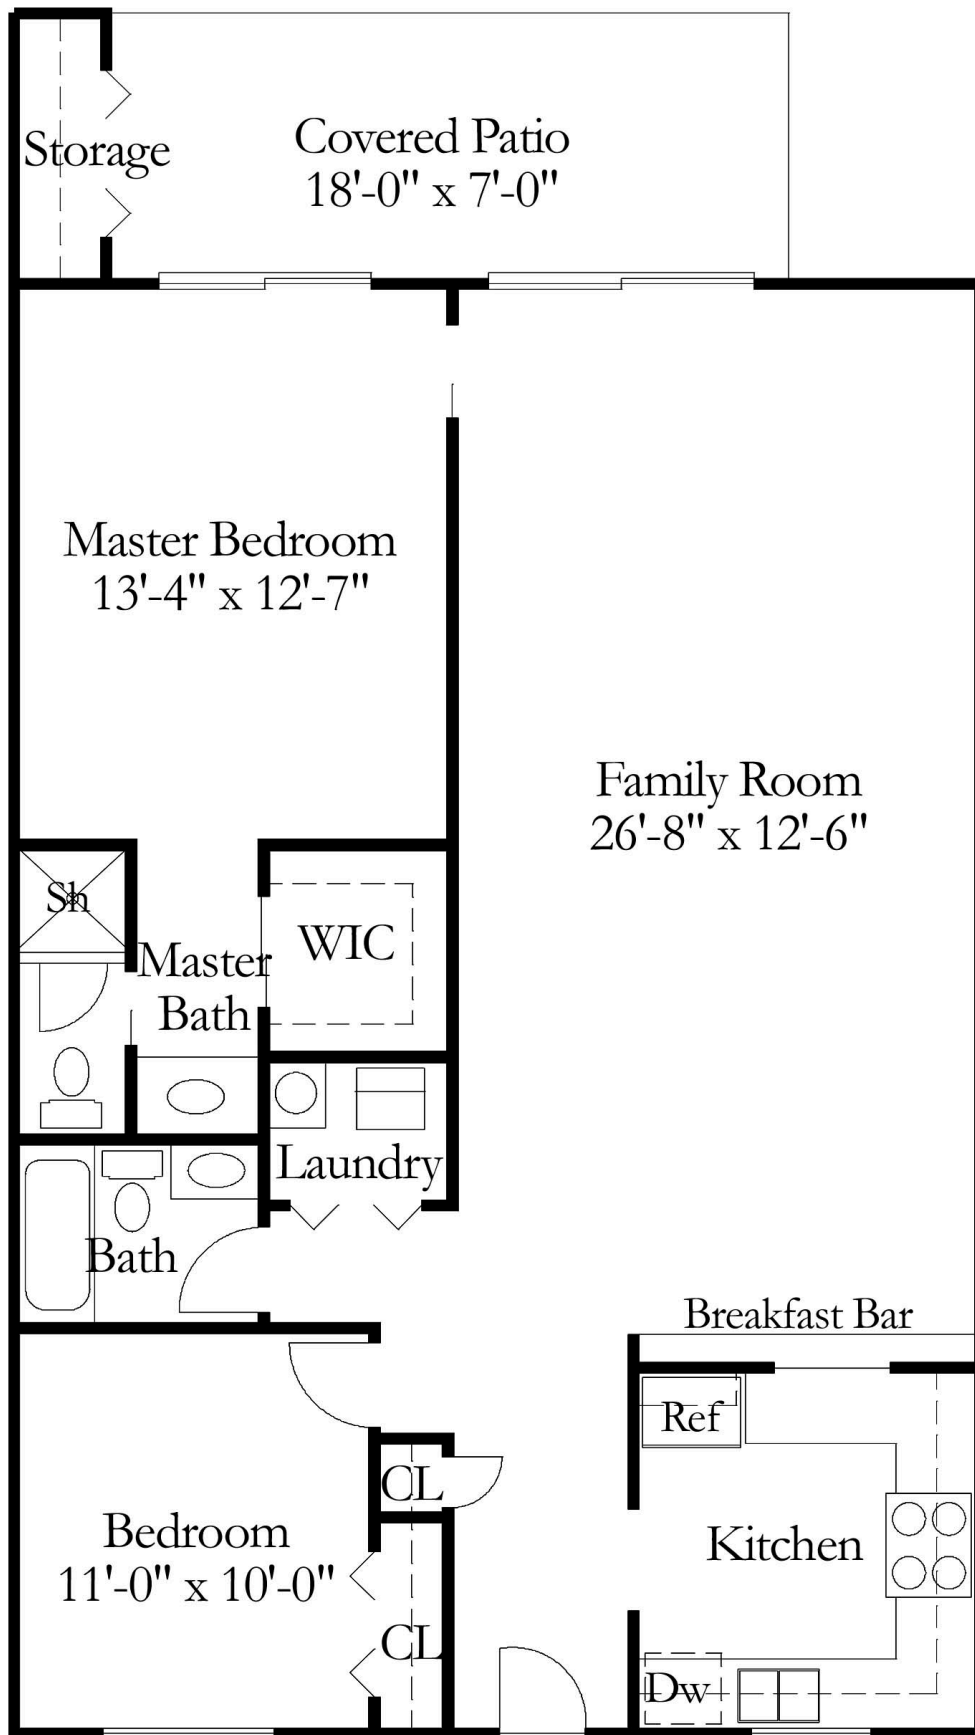 Storage
Covered Patio
18'-0" x 7'-0"
Master Bedroom
13'-4" x 12'-7"
Family Room
26'-8" x 12'-6"
Sh
WIC
Master
Bath
Laundry
Bath
Breakfast Bar
Ref
CL
Bedroom
11'-0" x 10'-0"
Kitchen
CL
Dw